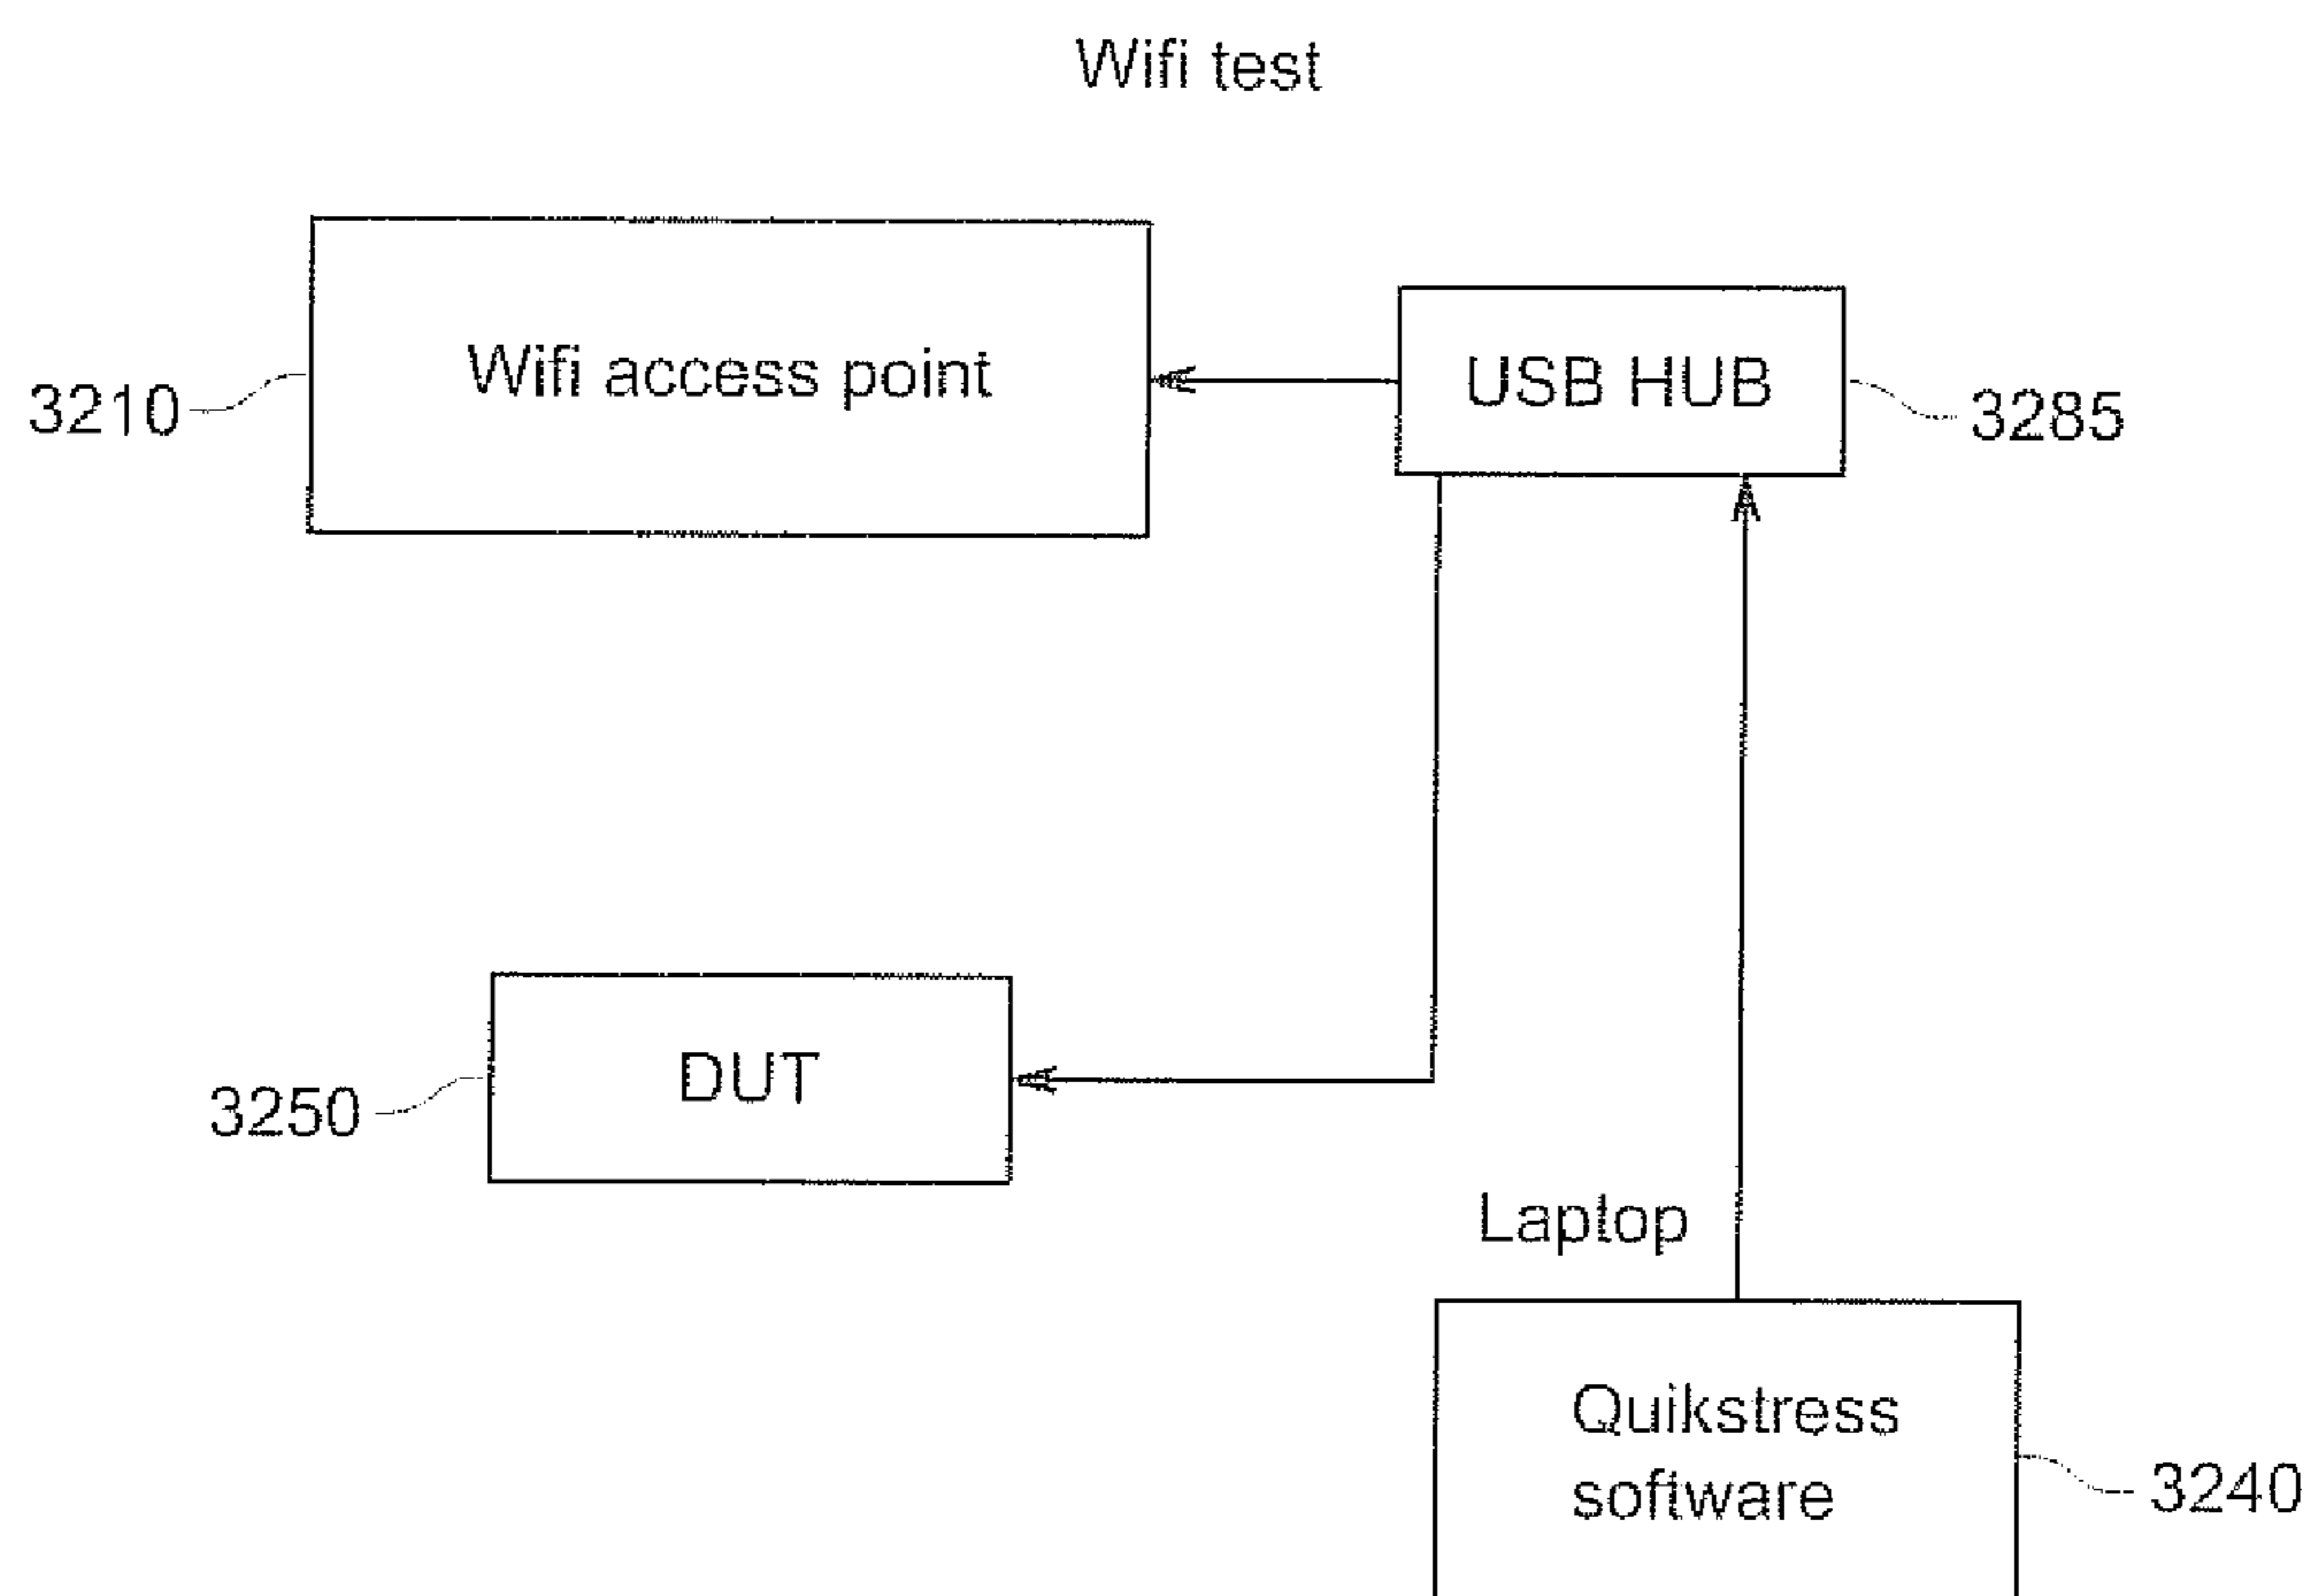 Wifi test
Wifi access point
USB HUB
3210
3285
DUT
3250
Laptop
Quikstress
software
3240